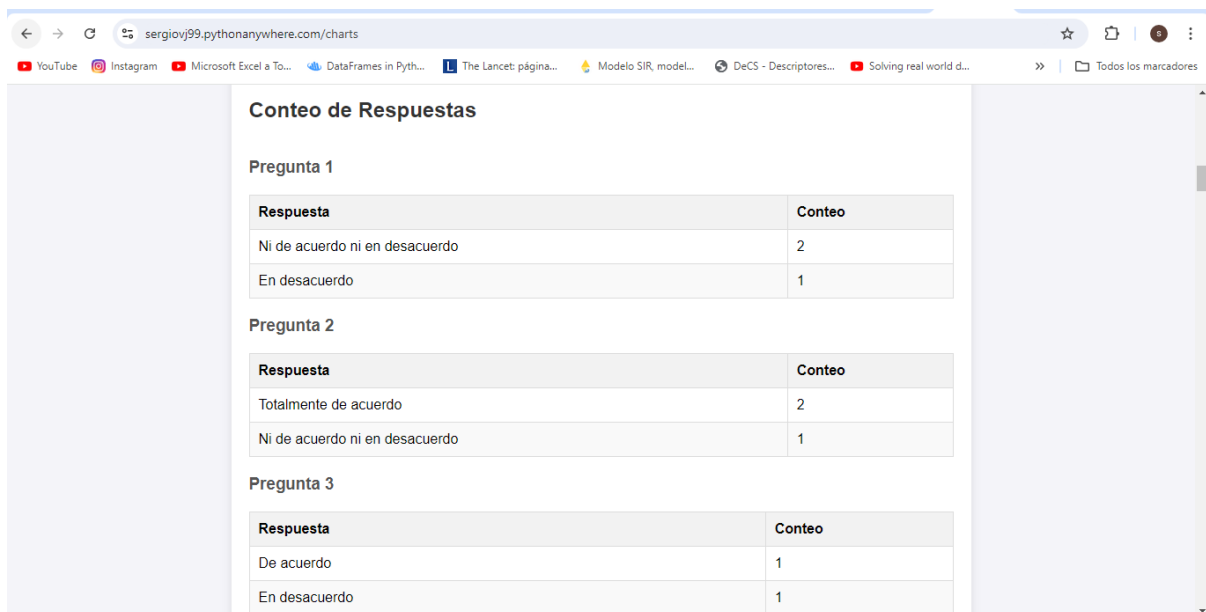 sergiovj99.pythonanywhere.com/charts
s
YouTube Instagram Microsoft Excel a To... DataFrames in Pyth... L The Lancet: página... Modelo SIR, model... DeCS - Descriptores... Solving real world d... » Todos los marcadores
Conteo de Respuestas
Pregunta 1
Respuesta Conteo
Ni de acuerdo ni en desacuerdo 2
En desacuerdo 1
Pregunta 2
Respuesta Conteo
Totalmente de acuerdo 2
Ni de acuerdo ni en desacuerdo 1
Pregunta 3
Respuesta Conteo
De acuerdo 1
En desacuerdo 1